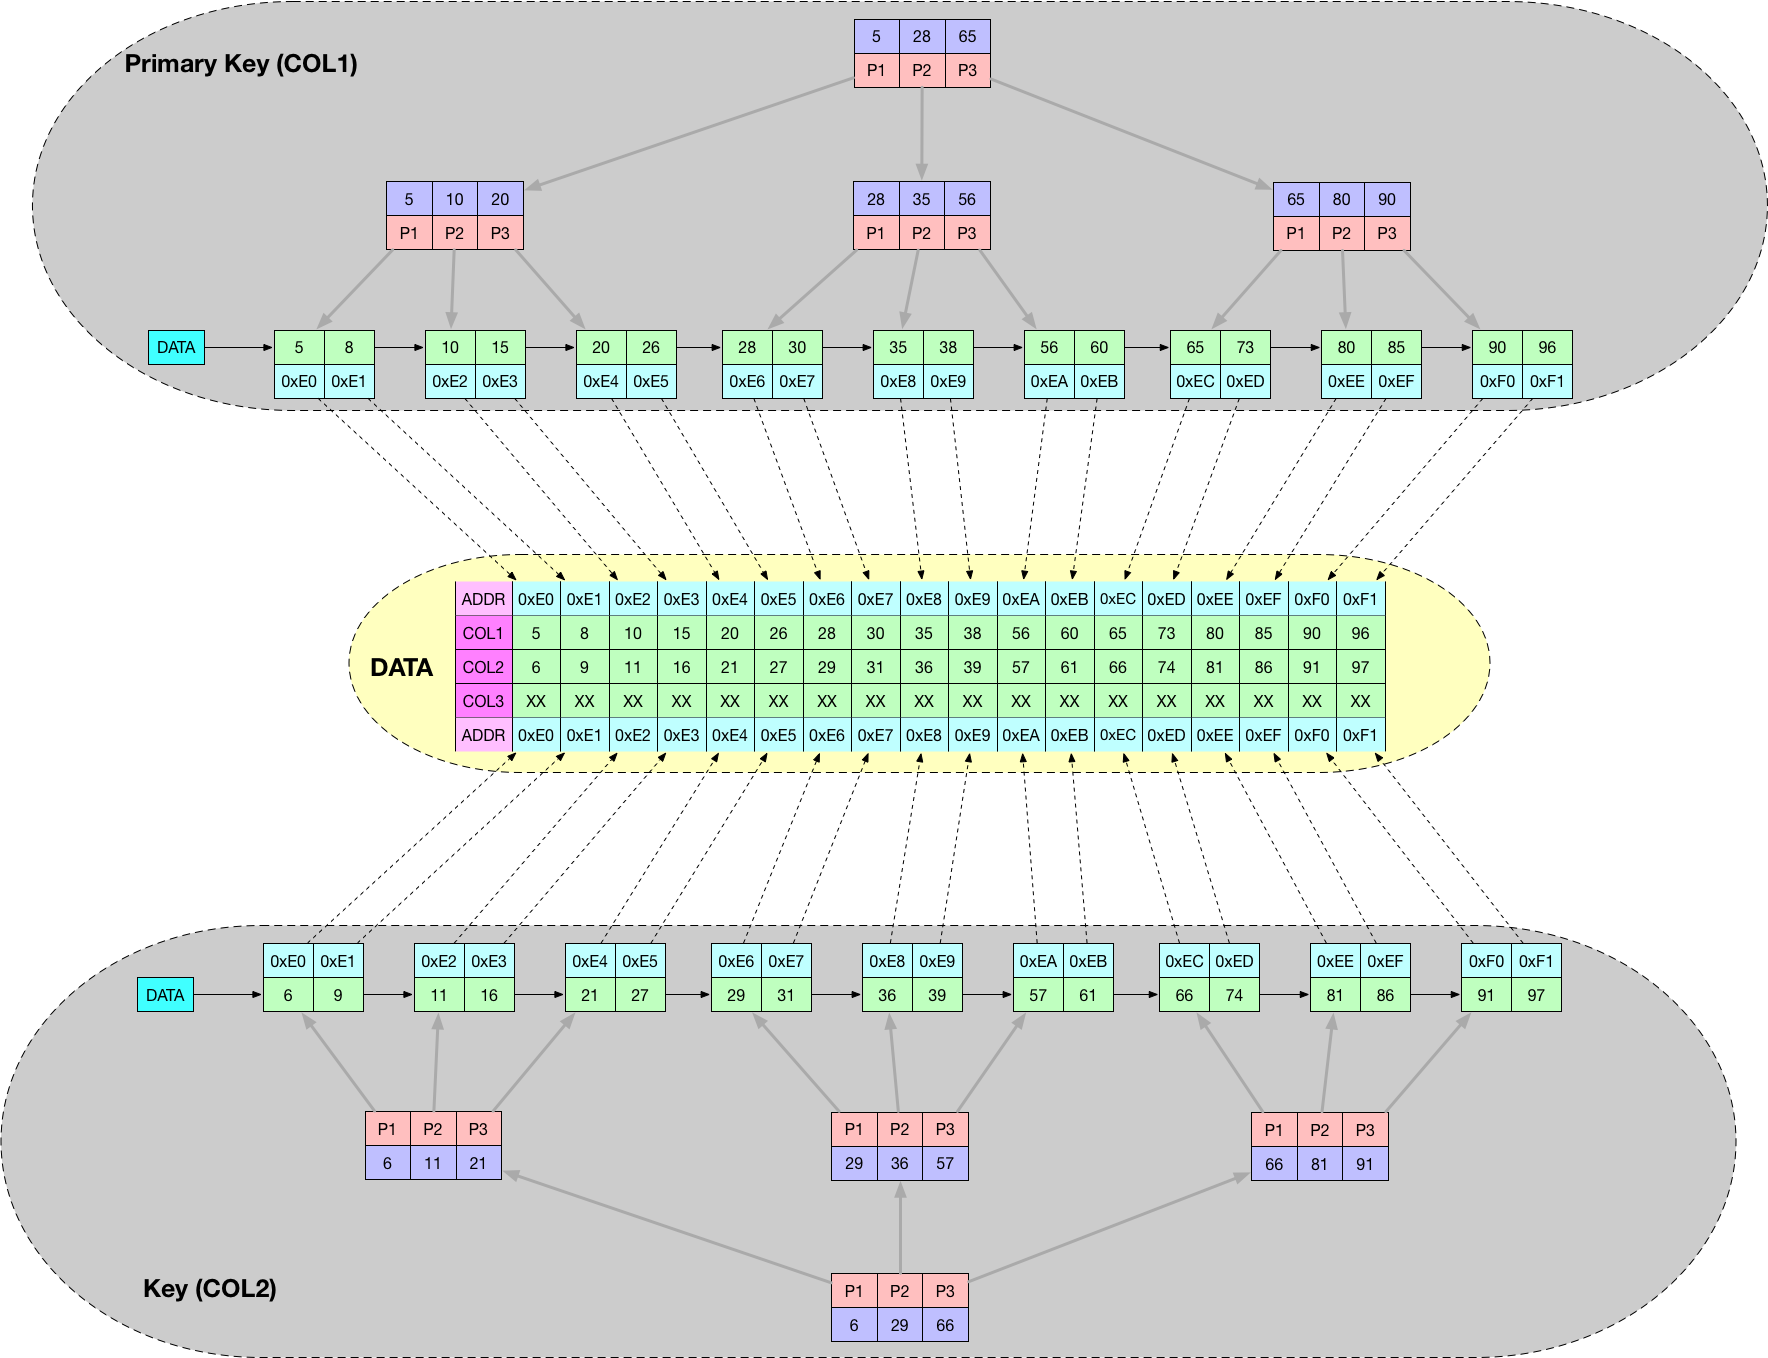 Primary Key (COL1)
5 28 65
P1 P2 P3
5 10 20 28 35 56 65 80 90
P1 P2 P3 P1 P2 P3 P1 P2 P3
DATA 5 8 10 15 20 26 28 30 35 38 56 60 65 73 80 85 90 96
0xE0 0xE1 0xE2 0xE3 0xE4 0xE5 0xE6 0xE7 0xE8 0xE9 0xEA 0xEB 0xEC 0xED 0xEE 0xEF 0xF0 0xF1
DATA
ADDR 0xE0 0xE1 0xE2 0xE3 0xE4 0xE5 0xE6 0xE7 0xE8 0xE9 0xEA 0xEB 0xEC 0xED 0xEE 0xEF 0xF0 0xF1
COL1 5 8 10 15 20 26 28 30 35 38 56 60 65 73 80 85 90 96
COL2 6 9 11 16 21 27 29 31 36 39 57 61 66 74 81 86 91 97
COL3 XX XX XX XX XX XX XX XX XX XX XX XX XX XX XX XX XX XX
ADDR 0xE0 0xE1 0xE2 0xE3 0xE4 0xE5 0xE6 0xE7 0xE8 0xE9 0xEA 0xEB 0xEC 0xED 0xEE 0xEF 0xF0 0xF1
0xE0 0xE1 0xE2 0xE3 0xE4 0xE5 0xE6 0xE7 0xE8 0xE9 0xEA 0xEB 0xEC 0xED 0xEE 0xEF 0xF0 0xF1
DATA 6 9 11 16 21 27 29 31 36 39 57 61 66 74 81 86 91 97
P1 P2 P3 P1 P2 P3 P1 P2 P3
6 11 21 29 36 57 66 81 91
Key (COL2)
P1 P2 P3
6 29 66